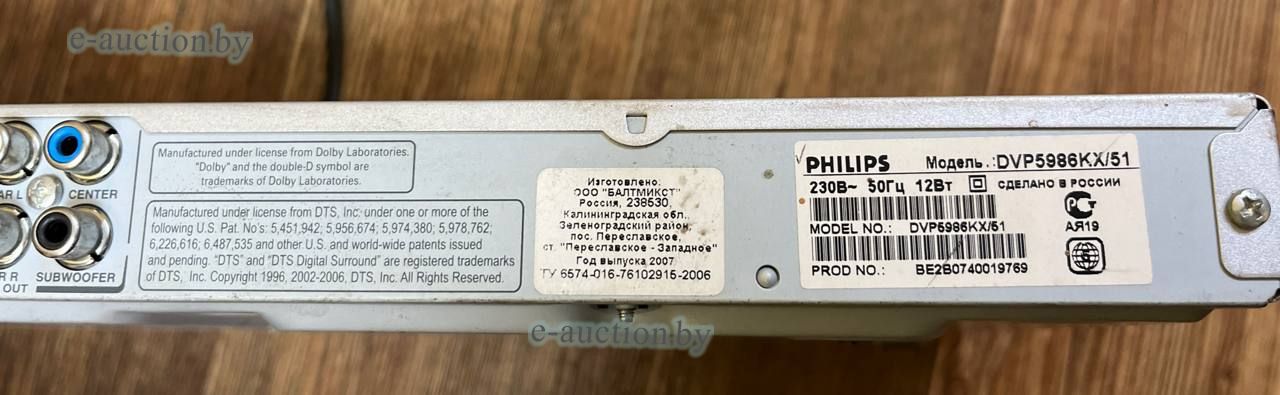 e-auction.by
CENTER
SUBWOOFER
OUT
Manufactured under license from Dolby Laboratories.
"Dolby" and the double-D symbol are
trademarks of Dolby Laboratories.
Manufactured under license from DTS, Inc. under one or more of the
following U.S. Pat. No's: 5,451,942; 5,956,674; 5,974,380; 5,978,762;
6,226,616; 6,487,535 and other U.S. and world-wide patents issued
and pending. "DTS" and "DTS Digital Surround" are registered trademarks
of DTS, Inc. Copyright 1996, 2002-2006, DTS, Inc. All Rights Reserved.
Изготовлено:
ООО "БАЛТМИКСТ"
Россия, 238530,
Калининградская обл.,
Зеленоградский район,
пос. Переславское,
ст. "Переславское - Западное"
Год выпуска 2007
ТУ 6574-016-76102915-2006
PHILIPS Модель.: DVP5986KX/51
230В~ 50Гц 12Вт СДЕЛАНО В РОССИИ
MODEL NO.: DVP5986KX/51
PROD NO.: BE2B0740019769
АЯ19
e-auction.by